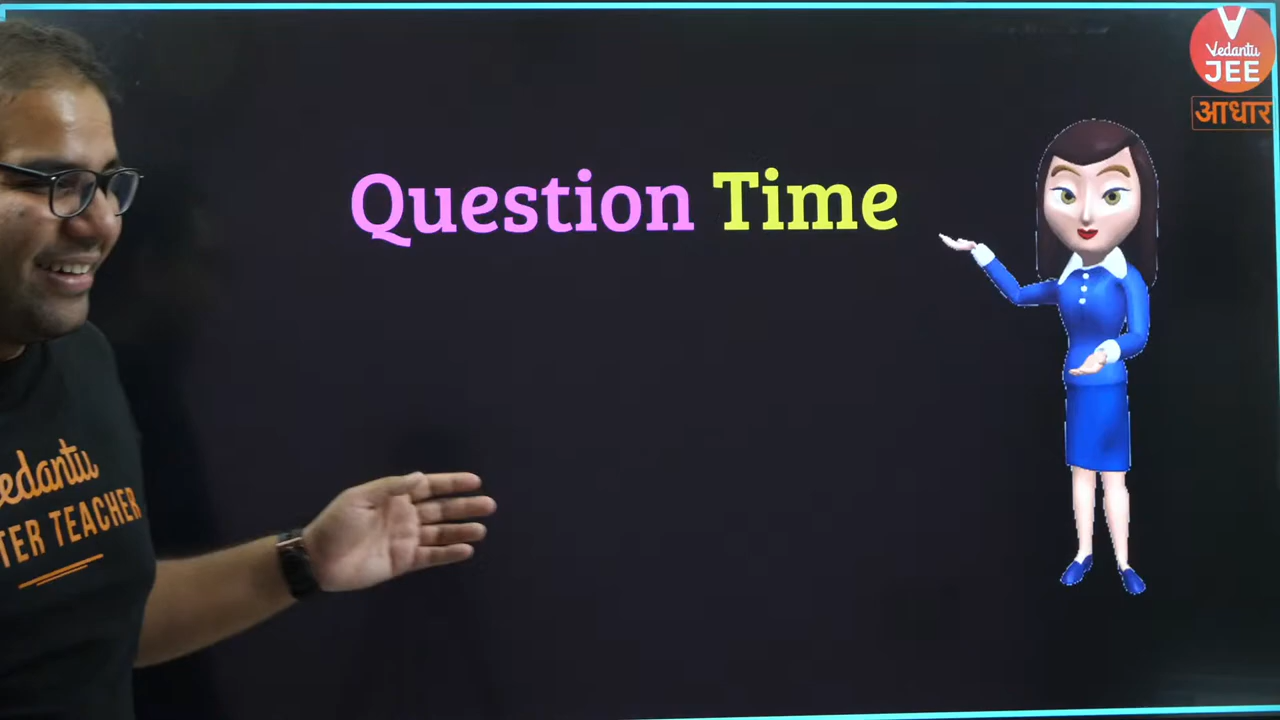 Vedantu
JEE
आधार
Question Time
edantu
TER TEACHER